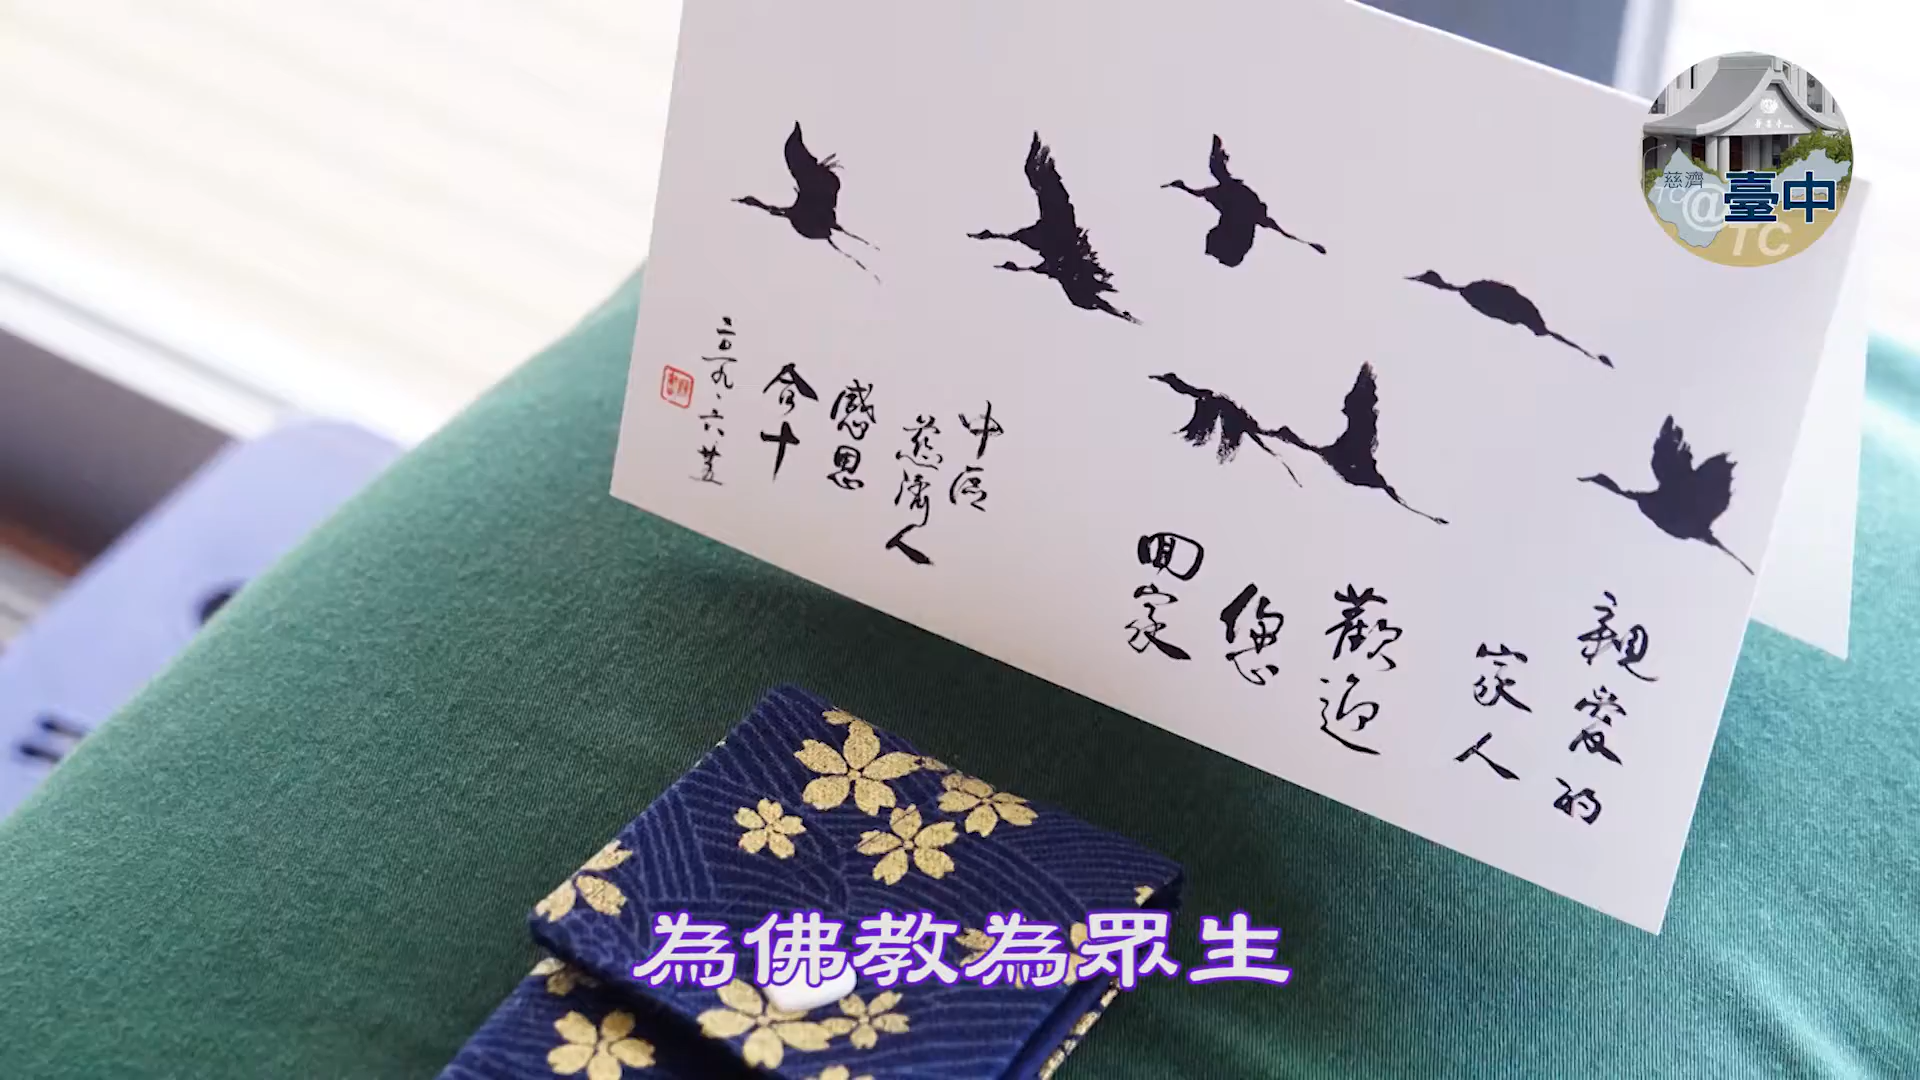 親愛的
家人
歡迎
您
回家
中區
慈濟人
感恩
合十
二〇一九·六
慈濟
@臺中
TC
為佛教為眾生